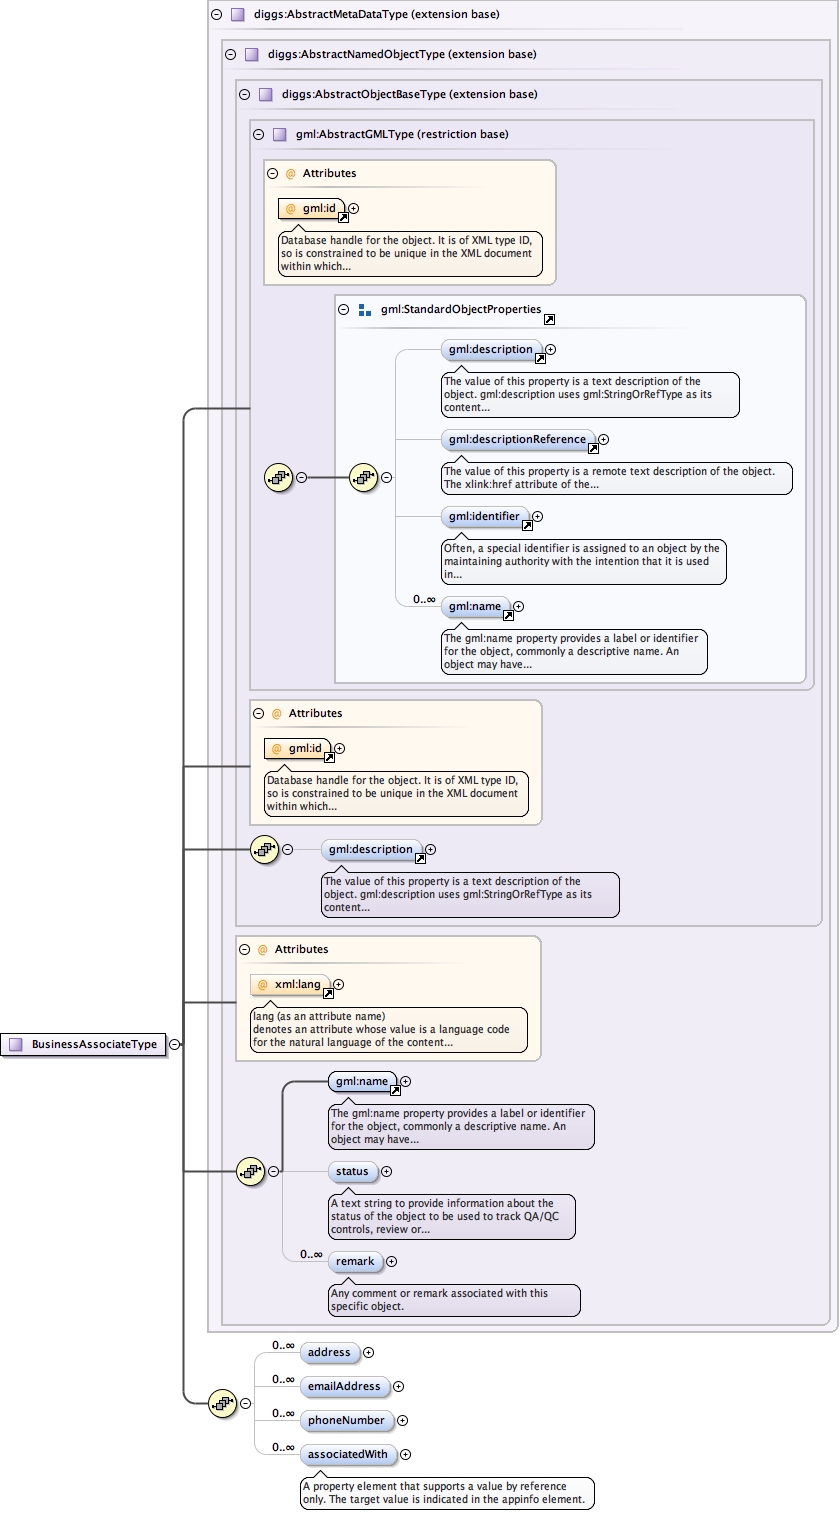 diggs:AbstractMetaDataType (extension base)
diggs:AbstractNamedObjectType (extension base)
diggs:AbstractObjectBaseType (extension base)
gml:AbstractGMLType (restriction base)
@ Attributes
@ gml:id
Database handle for the object. It is of XML type ID,
so is constrained to be unique in the XML document
within which...
gml:StandardObjectProperties
gml:description
The value of this property is a text description of the
object. gml:description uses gml:StringOrRefType as its
content...
gml:descriptionReference
The value of this property is a remote text description of the object.
The xlink:href attribute of the...
gml:identifier
Often, a special identifier is assigned to an object by the
maintaining authority with the intention that it is used
in...
0..∞
gml:name
The gml:name property provides a label or identifier
for the object, commonly a descriptive name. An
object may have...
@ Attributes
@ gml:id
Database handle for the object. It is of XML type ID,
so is constrained to be unique in the XML document
within which...
gml:description
The value of this property is a text description of the
object. gml:description uses gml:StringOrRefType as its
content...
@ Attributes
@ xml:lang
lang (as an attribute name)
denotes an attribute whose value is a language code
for the natural language of the content...
BusinessAssociateType
gml:name
The gml:name property provides a label or identifier
for the object, commonly a descriptive name. An
object may have...
status
A text string to provide information about the
status of the object to be used to track QA/QC
controls, review or...
0..∞
remark
Any comment or remark associated with this
specific object.
0..∞
address
0..∞
emailAddress
0..∞
phoneNumber
0..∞
associatedWith
A property element that supports a value by reference
only. The target value is indicated in the appinfo element.